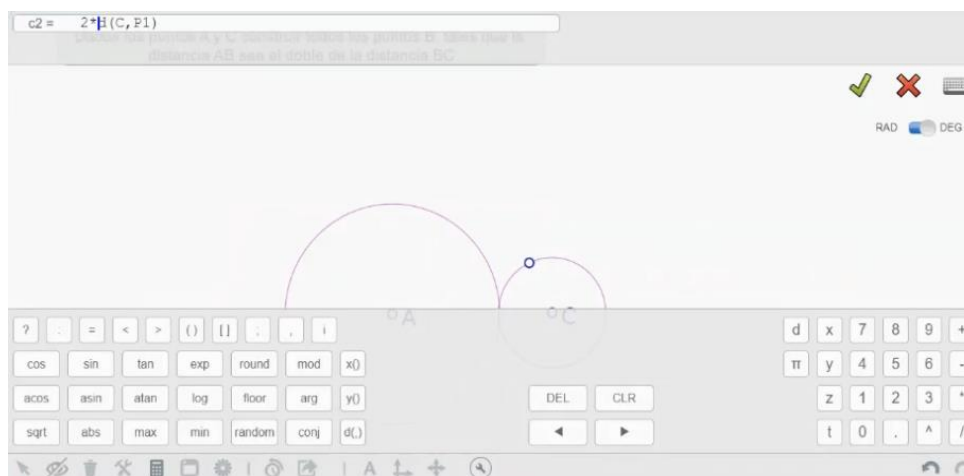 c2 = 2*d(C,P1)
Dados los puntos A y C construir todos los puntos B, tales que la
distancia AB sea el doble de la distancia BC
RAD DEG
A C
? : = < > () [] ; , i d x 7 8 9 +
cos sin tan exp round mod x() π y 4 5 6 -
acos asin atan log floor arg y() DEL CLR z 1 2 3 *
sqrt abs max min random conj d(,) ◄ ► t 0 . ^ /
A